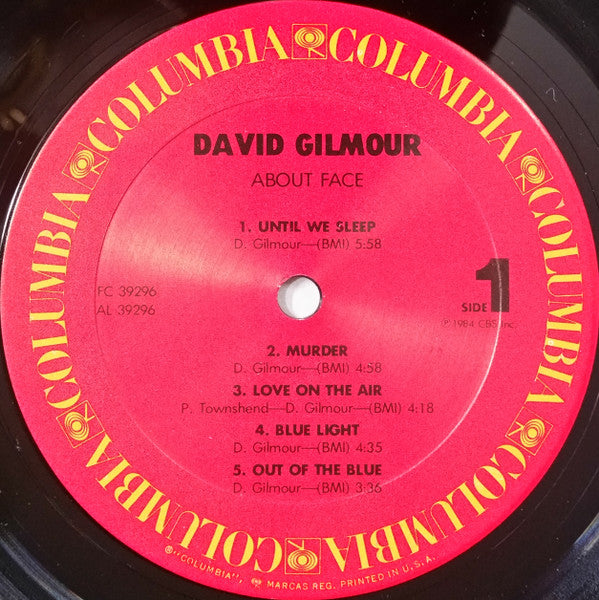 COLUMBIA COLUMBIA COLUMBIA COLUMBIA COLUMBIA COLUMBIA COLUMBIA COLUMBIA
DAVID GILMOUR
ABOUT FACE
1. UNTIL WE SLEEP
D. Gilmour—(BMI) 5:58
FC 39296
AL 39296
SIDE 1
℗ 1984 CBS Inc.
2. MURDER
D. Gilmour—(BMI) 4:58
3. LOVE ON THE AIR
P. Townshend—D. Gilmour—(BMI) 4:18
4. BLUE LIGHT
D. Gilmour—(BMI) 4:35
5. OUT OF THE BLUE
D. Gilmour—(BMI) 3:36
®"COLUMBIA", MARCAS REG. PRINTED IN U.S.A.